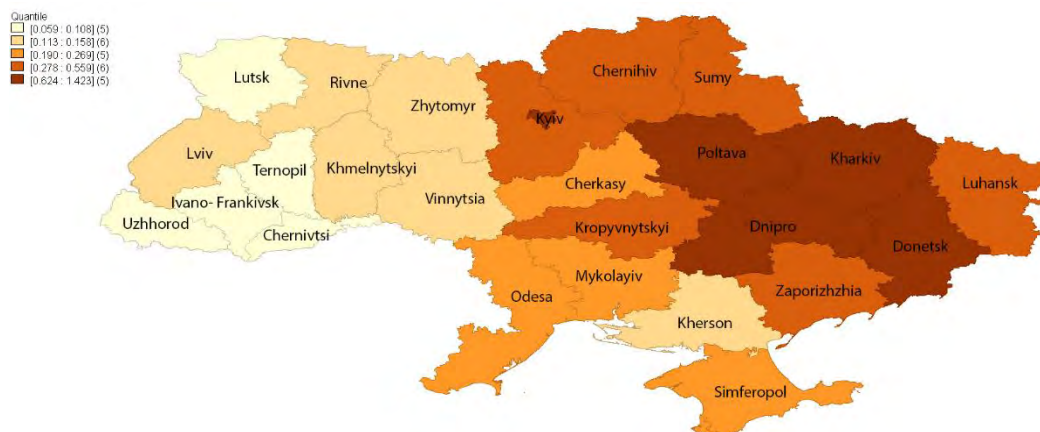 Quantile
[0.059 : 0.108] (5)
[0.113 : 0.158] (6)
[0.190 : 0.269] (5)
[0.278 : 0.559] (6)
[0.624 : 1.423] (5)
Chernihiv
Lutsk
Rivne
Sumy
Zhytomyr
Kyiv
Lviv
Poltava
Kharkiv
Ternopil
Khmelnytskyi
Cherkasy
Luhansk
Ivano- Frankivsk
Vinnytsia
Uzhhorod
Chernivtsi
Kropyvnytskyi
Dnipro
Donetsk
Mykolayiv
Odesa
Zaporizhzhia
Kherson
Simferopol